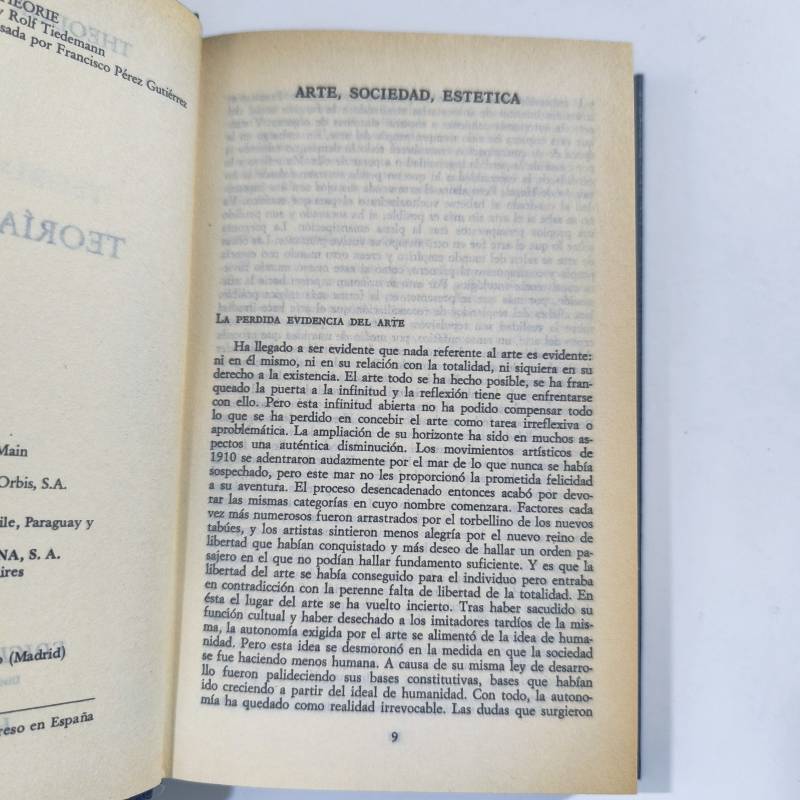 THEORIE
y Rolf Tiedemann
sada por Francisco Pérez Gutiérrez
TEORÍA
Main
Orbis, S.A.
ile, Paraguay y
NA, S. A.
ires
o (Madrid)
reso en España
ARTE, SOCIEDAD, ESTETICA
LA PERDIDA EVIDENCIA DEL ARTE
Ha llegado a ser evidente que nada referente al arte es evidente:
ni en él mismo, ni en su relación con la totalidad, ni siquiera en su
derecho a la existencia. El arte todo se ha hecho posible, se ha fran-
queado la puerta a la infinitud y la reflexión tiene que enfrentarse
con ello. Pero esta infinitud abierta no ha podido compensar todo
lo que se ha perdido en concebir el arte como tarea irreflexiva o
aproblemática. La ampliación de su horizonte ha sido en muchos as-
pectos una auténtica disminución. Los movimientos artísticos de
1910 se adentraron audazmente por el mar de lo que nunca se había
sospechado, pero este mar no les proporcionó la prometida felicidad
a su aventura. El proceso desencadenado entonces acabó por devo-
rar las mismas categorías en cuyo nombre comenzara. Factores cada
vez más numerosos fueron arrastrados por el torbellino de los nuevos
tabúes, y los artistas sintieron menos alegría por el nuevo reino de
libertad que habían conquistado y más deseo de hallar un orden pa-
sajero en el que no podían hallar fundamento suficiente. Y es que la
libertad del arte se había conseguido para el individuo pero entraba
en contradicción con la perenne falta de libertad de la totalidad. En
ésta el lugar del arte se ha vuelto incierto. Tras haber sacudido su
función cultual y haber desechado a los imitadores tardíos de la mis-
ma, la autonomía exigida por el arte se alimentó de la idea de huma-
nidad. Pero esta idea se desmoronó en la medida en que la sociedad
se fue haciendo menos humana. A causa de su misma ley de desarro-
llo fueron palideciendo sus bases constitutivas, bases que habían
ido creciendo a partir del ideal de humanidad. Con todo, la autono-
mía ha quedado como realidad irrevocable. Las dudas que surgieron
9